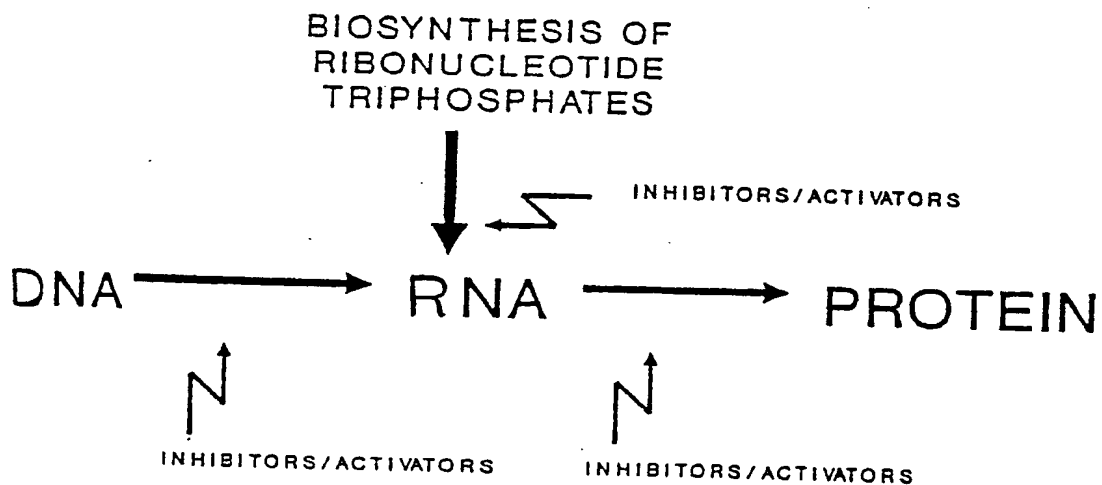 BIOSYNTHESIS OF
RIBONUCLEOTIDE
TRIPHOSPHATES
INHIBITORS/ACTIVATORS
DNA
RNA
PROTEIN
INHIBITORS/ACTIVATORS
INHIBITORS/ACTIVATORS